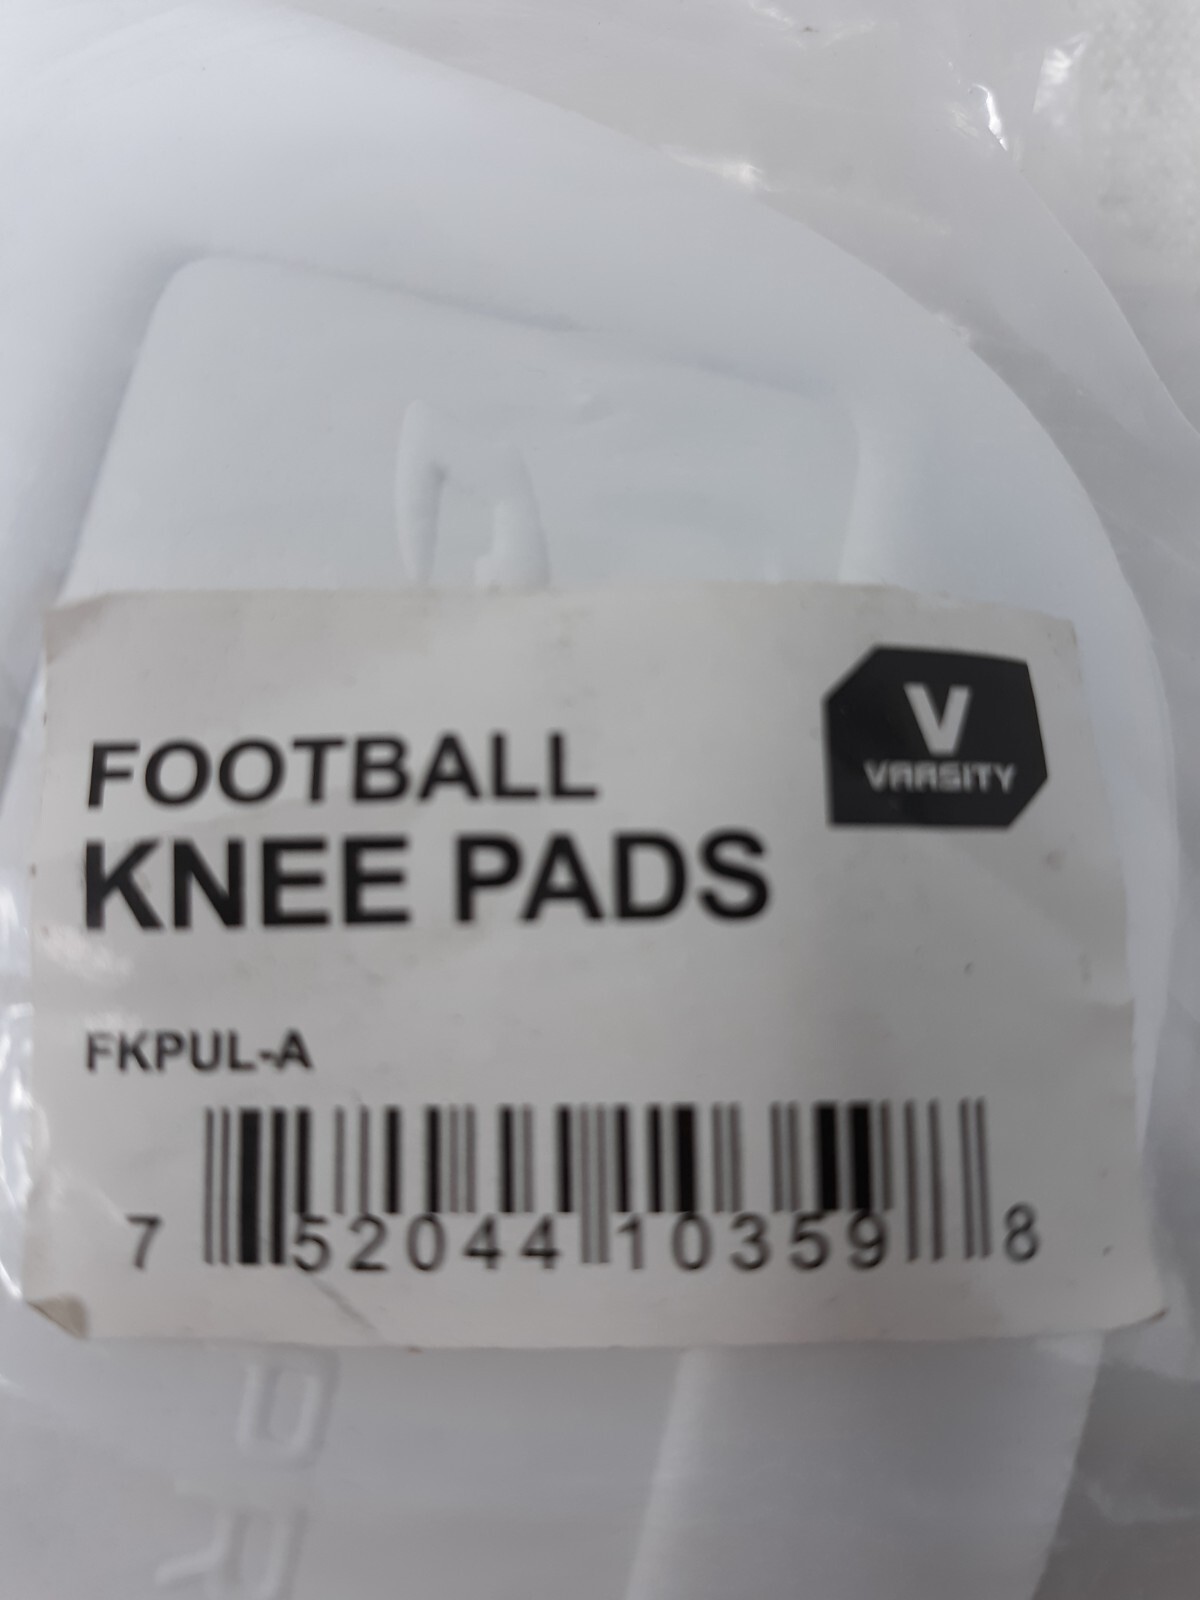 V
VARSITY
FOOTBALL
KNEE PADS
FKPUL-A
7 52044 10359 8